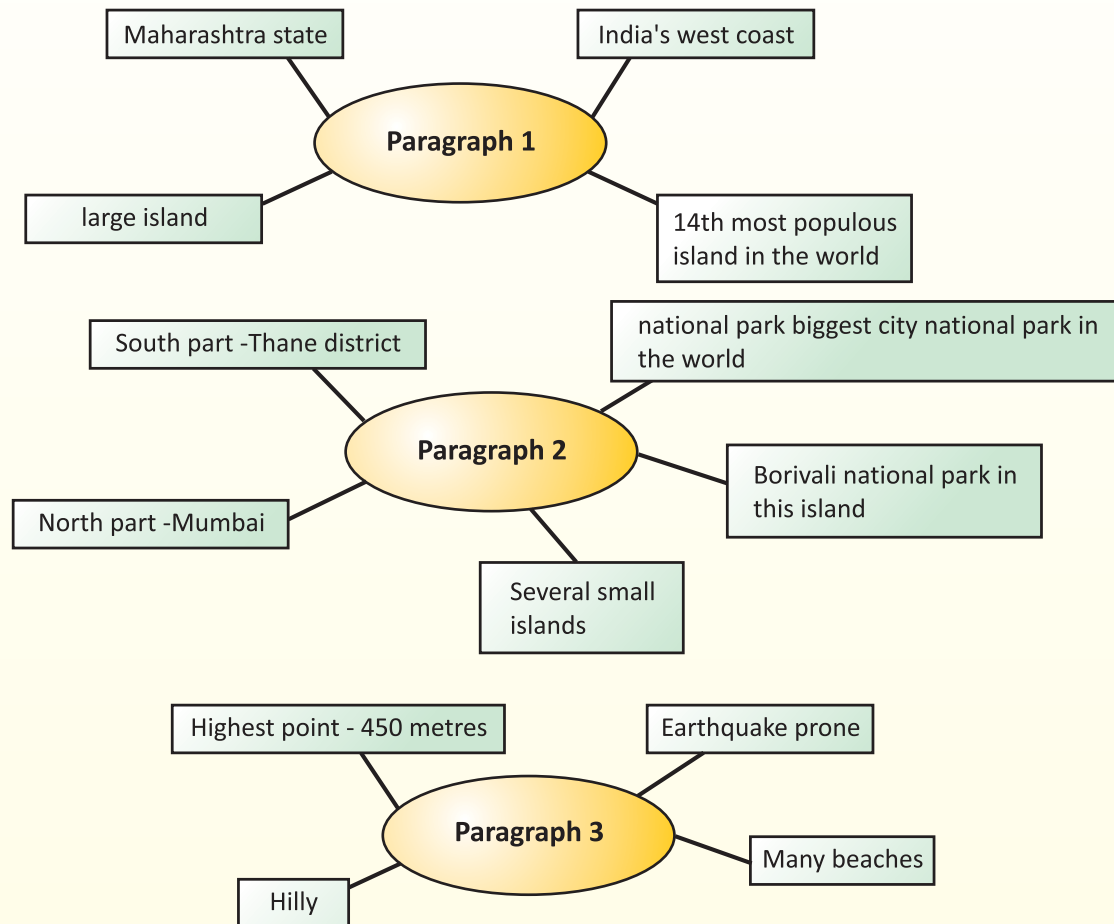 Maharashtra state
India's west coast
Paragraph 1
large island
14th most populous
island in the world
national park biggest city national park in
the world
South part -Thane district
Paragraph 2
Borivali national park in
this island
North part -Mumbai
Several small
islands
Highest point - 450 metres
Earthquake prone
Paragraph 3
Many beaches
Hilly